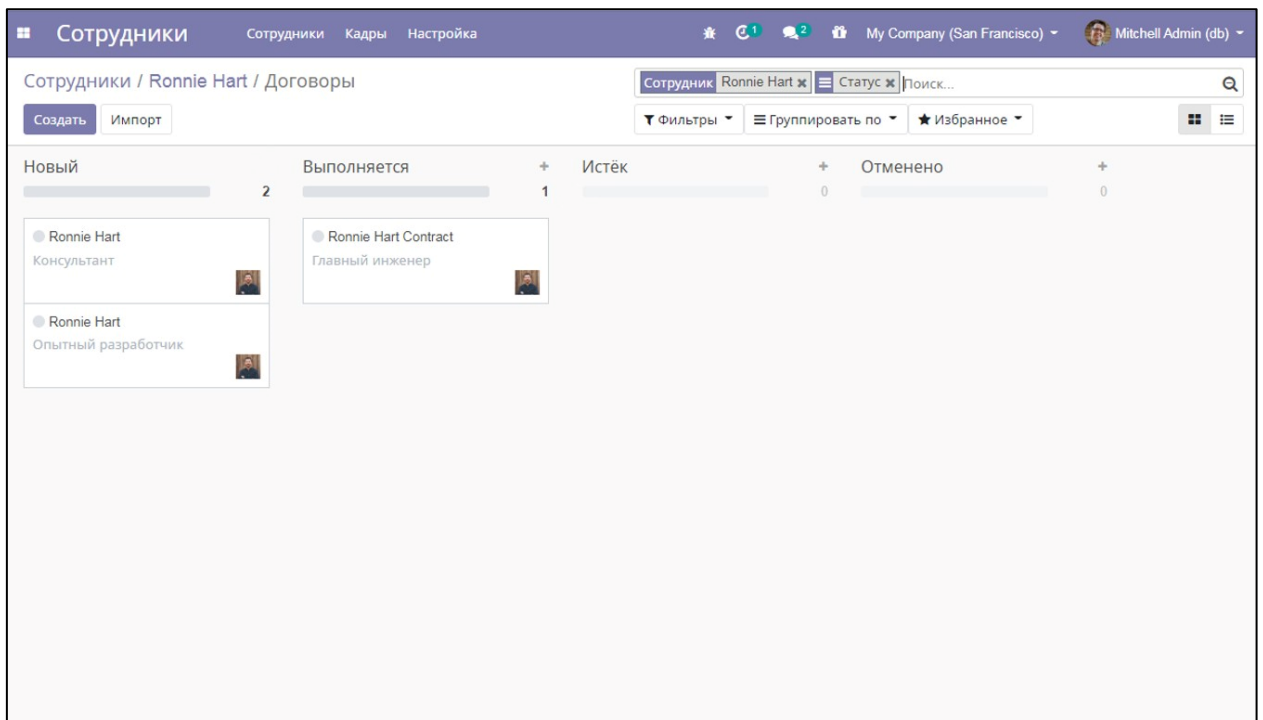 Сотрудники Сотрудники Кадры Настройка 1 2 My Company (San Francisco) Mitchell Admin (db)
Сотрудники / Ronnie Hart / Договоры
Сотрудник Ronnie Hart Статус Поиск...
Создать Импорт
Фильтры Группировать по Избранное
Новый Выполняется + Истёк + Отменено +
2 1 0 0
Ronnie Hart
Консультант
Ronnie Hart
Опытный разработчик
Ronnie Hart Contract
Главный инженер